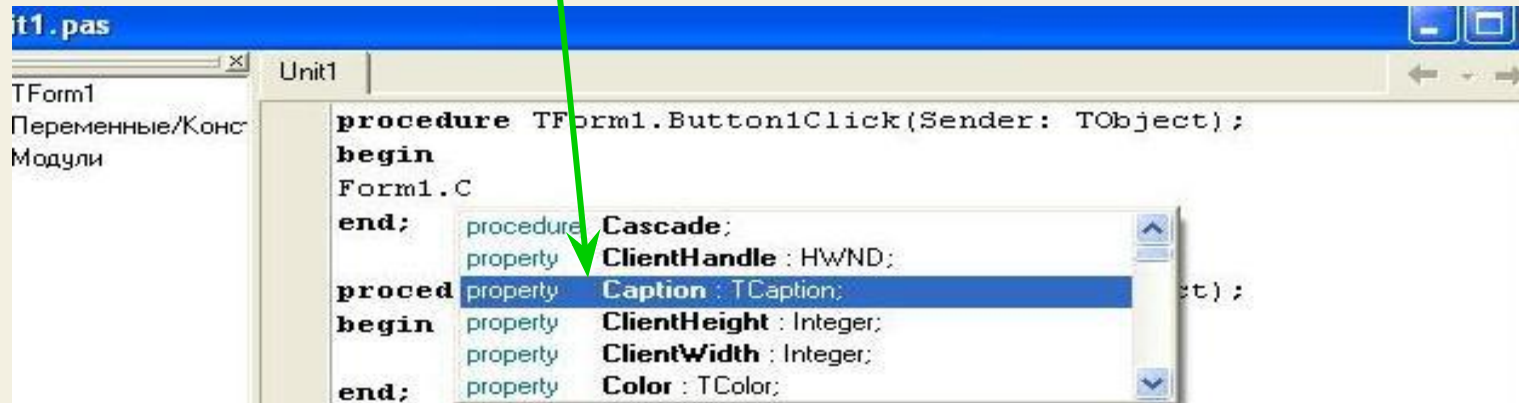 it1.pas
TForm1
Переменные/Конс
Модули
Unit1
procedure TForm1.Button1Click(Sender: TObject);
begin
Form1.C
end;
procedure Cascade;
property ClientHandle : HWND;
property Caption : TCaption;
property ClientHeight : Integer;
property ClientWidth : Integer;
property Color : TColor;
proced ct);
begin
end;